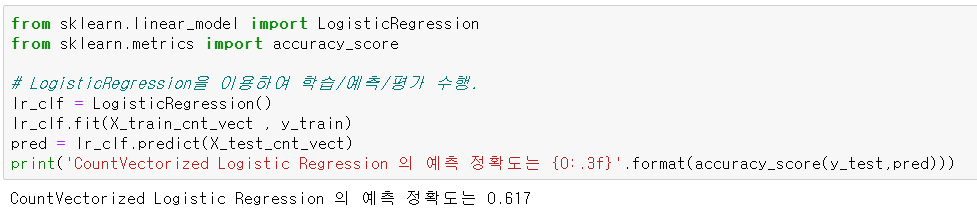 from sklearn.linear_model import LogisticRegression
from sklearn.metrics import accuracy_score
# LogisticRegression을 이용하여 학습/예측/평가 수행.
lr_clf = LogisticRegression()
lr_clf.fit(X_train_cnt_vect , y_train)
pred = lr_clf.predict(X_test_cnt_vect)
print('CountVectorized Logistic Regression 의 예측 정확도는 {0:.3f}'.format(accuracy_score(y_test,pred)))
CountVectorized Logistic Regression 의 예측 정확도는 0.617